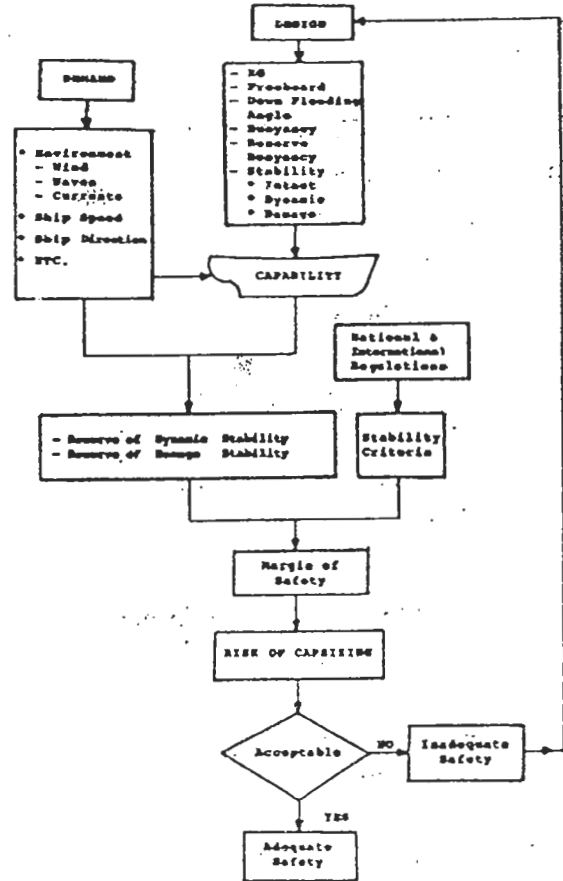 DESIGN
- KG
- Freeboard
- Down Flooding
Angle
- Buoyancy
- Reserve
Buoyancy
- Stability
* Intact
* Dynamic
* Damage
DEMAND
* Environment
- Wind
- Waves
- Currents
* Ship Speed
* Ship Direction
* ETC.
CAPABILITY
National &
International
Regulations
- Reserve of Dynamic Stability
- Reserve of Damage Stability
Stability
Criteria
Margin of
Safety
RISK OF CAPSIZING
Acceptable
NO
Inadequate
Safety
YES
Adequate
Safety